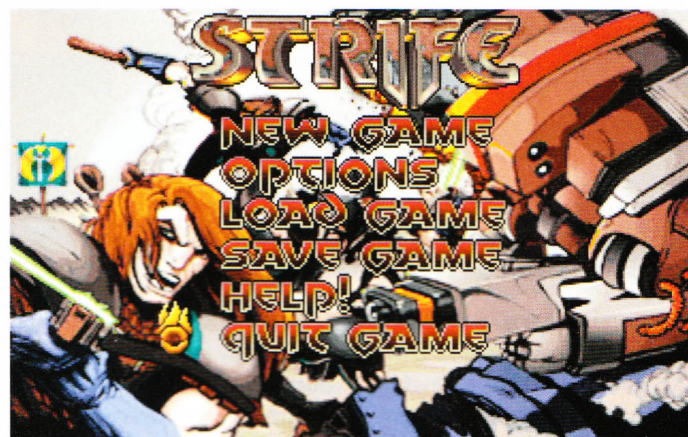 STRIFE
NEW GAME
OPTIONS
LOAD GAME
SAVE GAME
HELP!
QUIT GAME